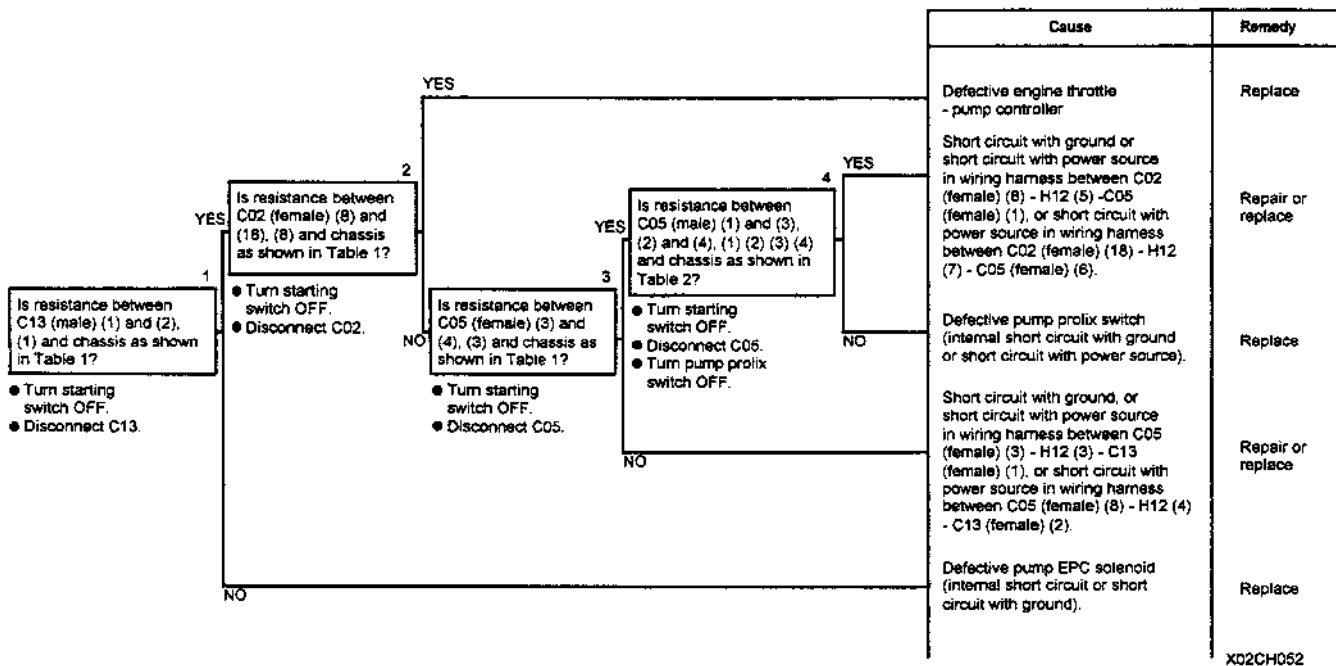 Cause
Remedy
YES
Defective engine throttle
- pump controller
Replace
Short circuit with ground or
short circuit with power source
in wiring harness between C02
(female) (8) - H12 (5) -C05
(female) (1), or short circuit with
power source in wiring harness
between C02 (female) (18) - H12
(7) - C05 (female) (6).
Repair or
replace
2
YES
Is resistance between
C02 (female) (8) and
(16), (8) and chassis
as shown in Table 1?
● Turn starting
switch OFF.
● Disconnect C02.
4
YES
Is resistance between
C05 (male) (1) and (3),
(2) and (4), (1) (2) (3) (4)
and chassis as shown in
Table 2?
● Turn starting
switch OFF.
● Disconnect C05.
● Turn pump prolix
switch OFF.
YES
1
Is resistance between
C13 (male) (1) and (2),
(1) and chassis as shown
in Table 1?
● Turn starting
switch OFF.
● Disconnect C13.
NO
3
Is resistance between
C05 (female) (3) and
(4), (3) and chassis as
shown in Table 1?
● Turn starting
switch OFF.
● Disconnect C05.
NO
Defective pump prolix switch
(internal short circuit with ground
or short circuit with power source).
Replace
NO
Short circuit with ground, or
short circuit with power source
in wiring harness between C05
(female) (3) - H12 (3) - C13
(female) (1), or short circuit with
power source in wiring harness
between C05 (female) (8) - H12 (4)
- C13 (female) (2).
Repair or
replace
NO
Defective pump EPC solenoid
(internal short circuit or short
circuit with ground).
Replace
X02CH052